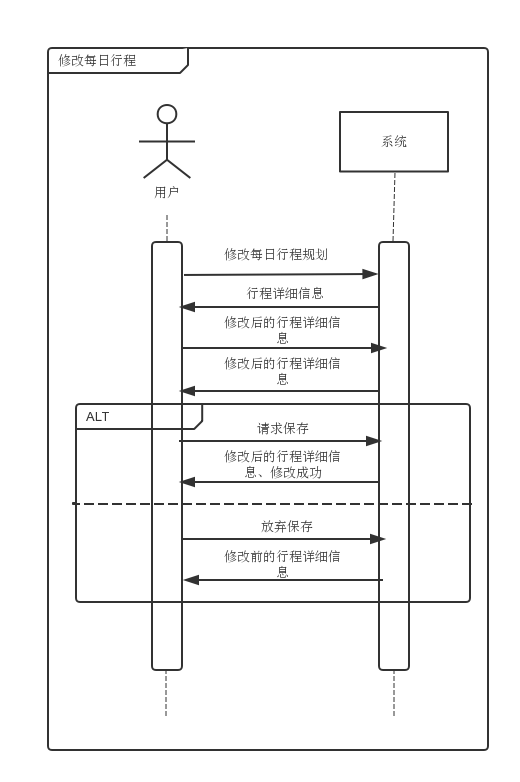 修改每日行程
系统
用户
修改每日行程规划
行程详细信息
修改后的行程详细信
息
修改后的行程详细信
息
ALT
请求保存
修改后的行程详细信
息、修改成功
放弃保存
修改前的行程详细信
息